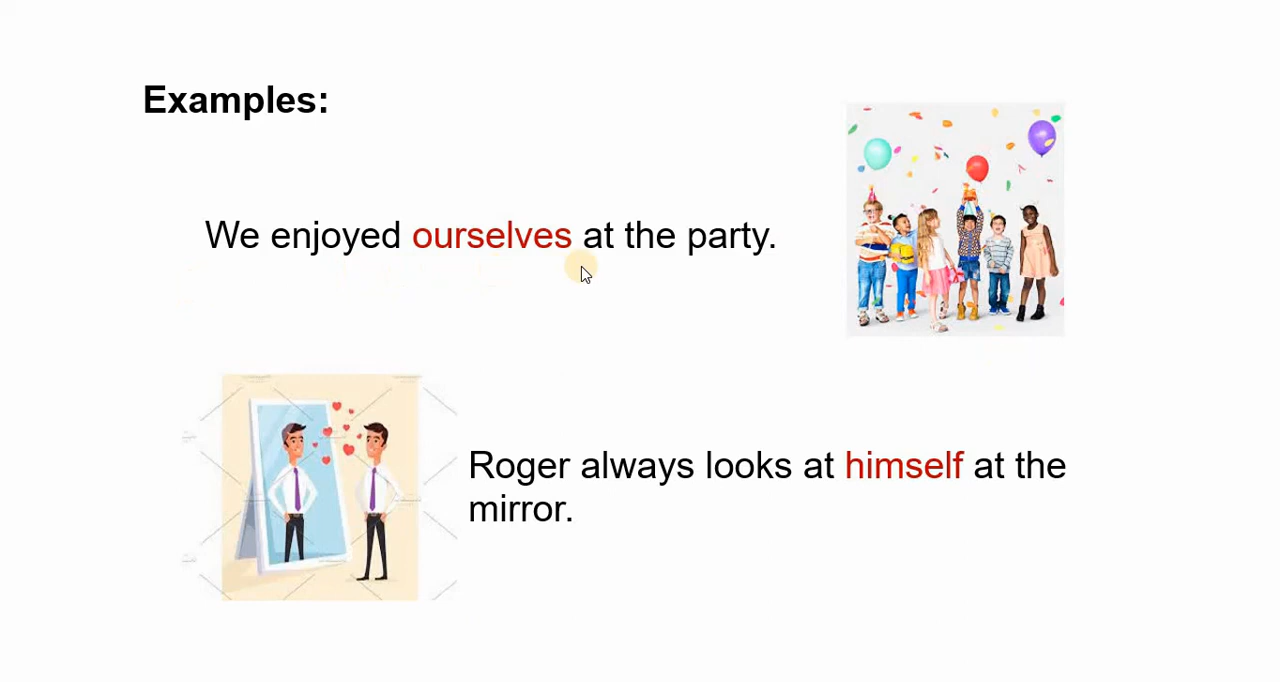 Examples:
We enjoyed ourselves at the party.
Roger always looks at himself at the
mirror.